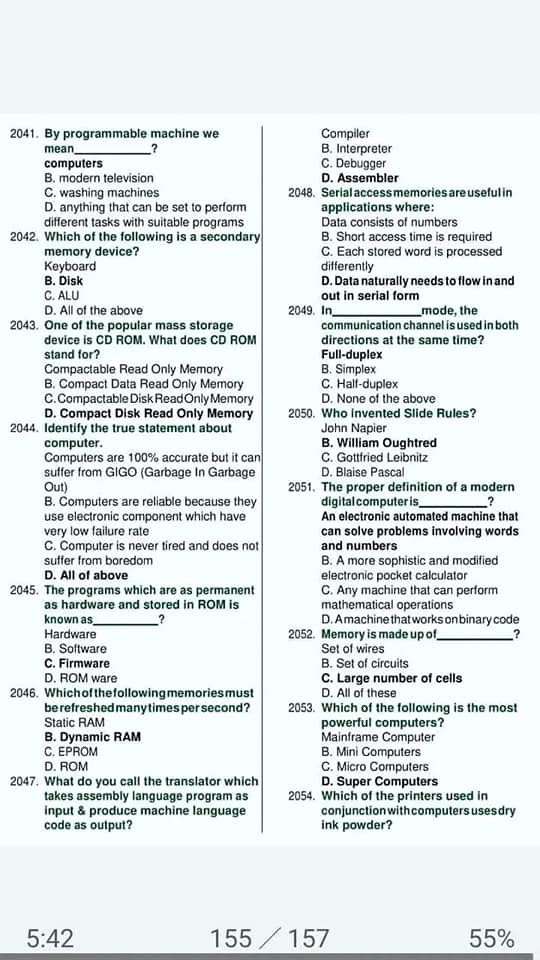 2041. By programmable machine we
mean____________?
computers
B. modern television
C. washing machines
D. anything that can be set to perform
different tasks with suitable programs
2042. Which of the following is a secondary
memory device?
Keyboard
B. Disk
C. ALU
D. All of the above
2043. One of the popular mass storage
device is CD ROM. What does CD ROM
stand for?
Compactable Read Only Memory
B. Compact Data Read Only Memory
C. Compactable Disk Read Only Memory
D. Compact Disk Read Only Memory
2044. Identify the true statement about
computer.
Computers are 100% accurate but it can
suffer from GIGO (Garbage In Garbage
Out)
B. Computers are reliable because they
use electronic component which have
very low failure rate
C. Computer is never tired and does not
suffer from boredom
D. All of above
2045. The programs which are as permanent
as hardware and stored in ROM is
known as__________?
Hardware
B. Software
C. Firmware
D. ROM ware
2046. Which of the following memories must
be refreshed many times per second?
Static RAM
B. Dynamic RAM
C. EPROM
D. ROM
2047. What do you call the translator which
takes assembly language program as
input & produce machine language
code as output?
Compiler
B. Interpreter
C. Debugger
D. Assembler
2048. Serial access memories are useful in
applications where:
Data consists of numbers
B. Short access time is required
C. Each stored word is processed
differently
D. Data naturally needs to flow in and
out in serial form
2049. In______________mode, the
communication channel is used in both
directions at the same time?
Full-duplex
B. Simplex
C. Half-duplex
D. None of the above
2050. Who invented Slide Rules?
John Napier
B. William Oughtred
C. Gottfried Leibnitz
D. Blaise Pascal
2051. The proper definition of a modern
digital computer is___________?
An electronic automated machine that
can solve problems involving words
and numbers
B. A more sophistic and modified
electronic pocket calculator
C. Any machine that can perform
mathematical operations
D. A machine that works on binary code
2052. Memory is made up of____________?
Set of wires
B. Set of circuits
C. Large number of cells
D. All of these
2053. Which of the following is the most
powerful computers?
Mainframe Computer
B. Mini Computers
C. Micro Computers
D. Super Computers
2054. Which of the printers used in
conjunction with computers uses dry
ink powder?
5:42
155 / 157
55%